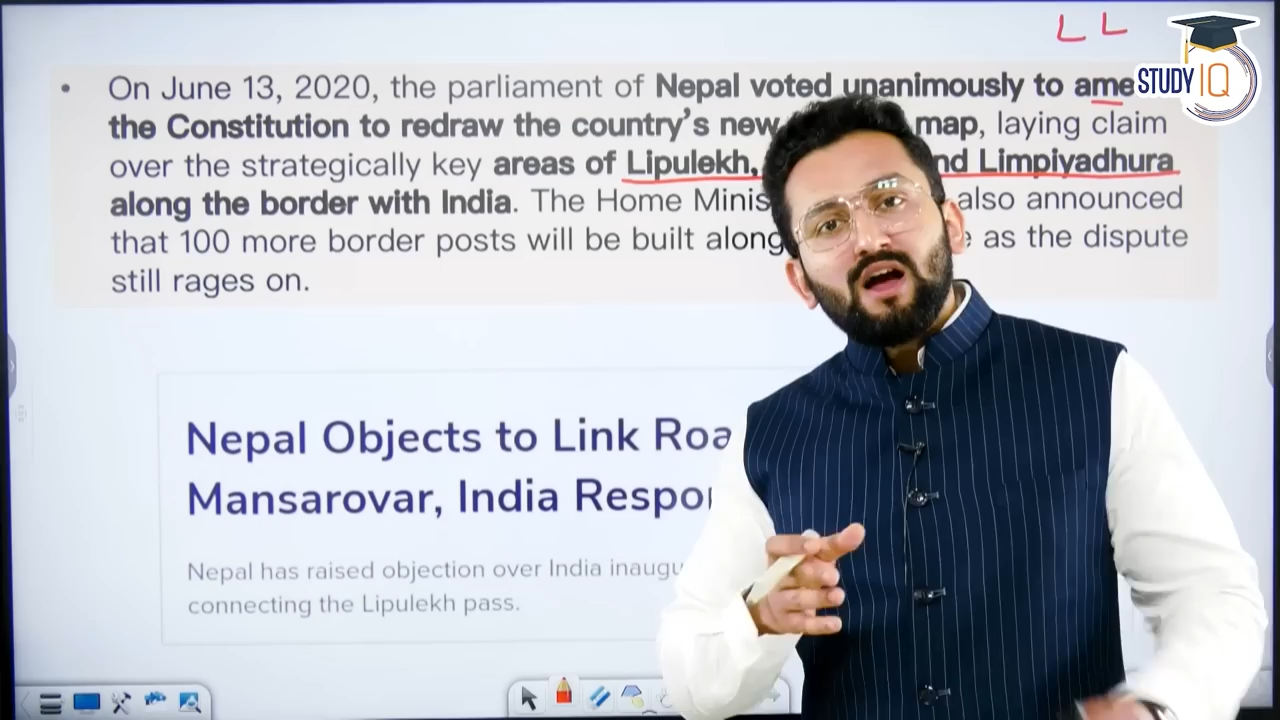 L L
STUDY IQ
• On June 13, 2020, the parliament of Nepal voted unanimously to ame
the Constitution to redraw the country's new map, laying claim
over the strategically key areas of Lipulekh, nd Limpiyadhura
along the border with India. The Home Minis also announced
that 100 more border posts will be built along e as the dispute
still rages on.
Nepal Objects to Link Roa
Mansarovar, India Respo
Nepal has raised objection over India inaugu
connecting the Lipulekh pass.